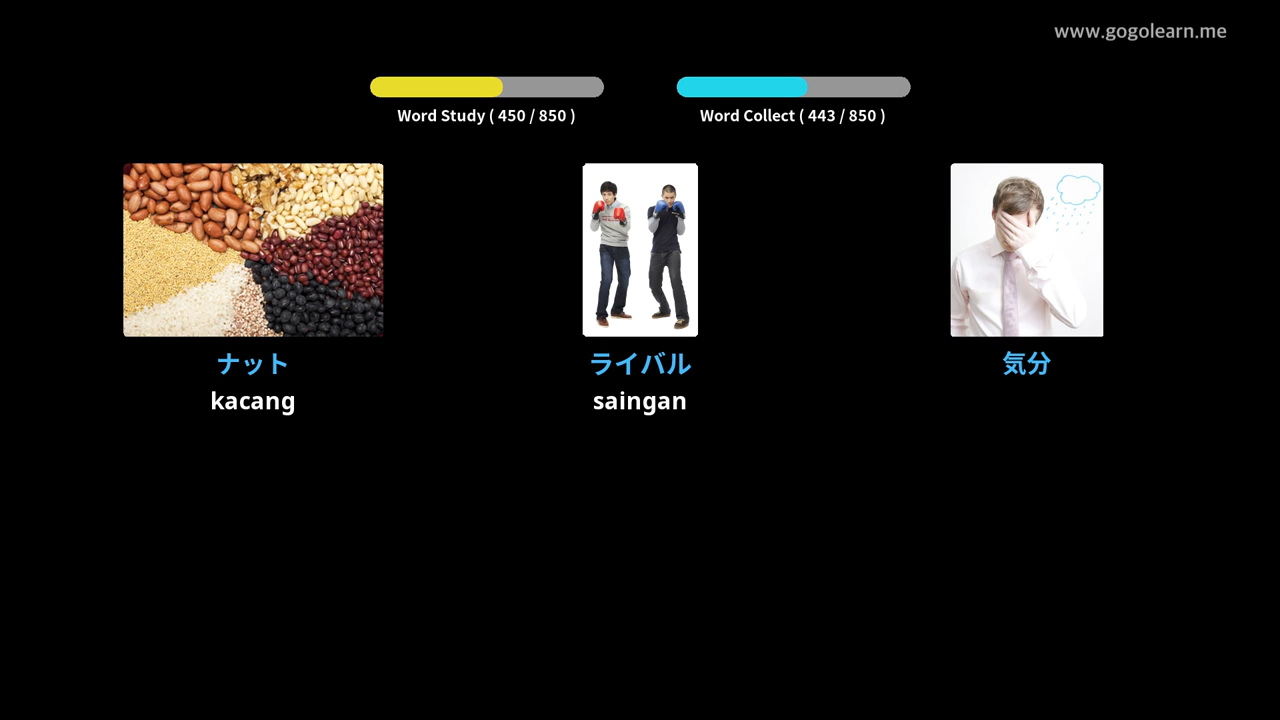 www.gogolearn.me
Word Study ( 450 / 850 )
Word Collect ( 443 / 850 )
ナット
ライバル
気分
kacang
saingan